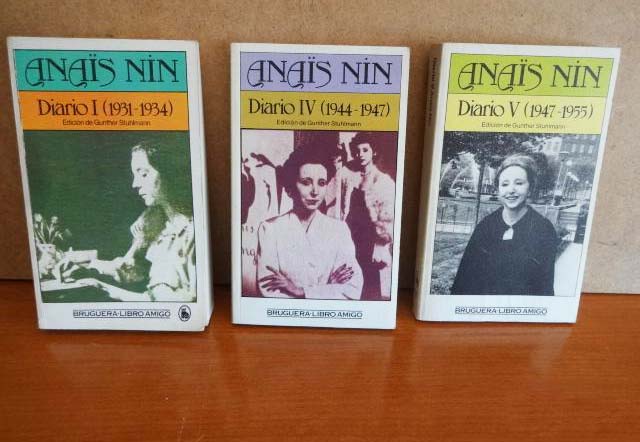 ANAÏS NIN
Diario I (1931-1934)
Edición de Gunther Stuhlmann
BRUGUERA-LIBRO AMIGO
ANAÏS NIN
Diario IV (1944-1947)
Edición de Gunther Stuhlmann
BRUGUERA-LIBRO AMIGO
ANAÏS NIN
Diario V (1947-1955)
Edición de Gunther Stuhlmann
BRUGUERA-LIBRO AMIGO